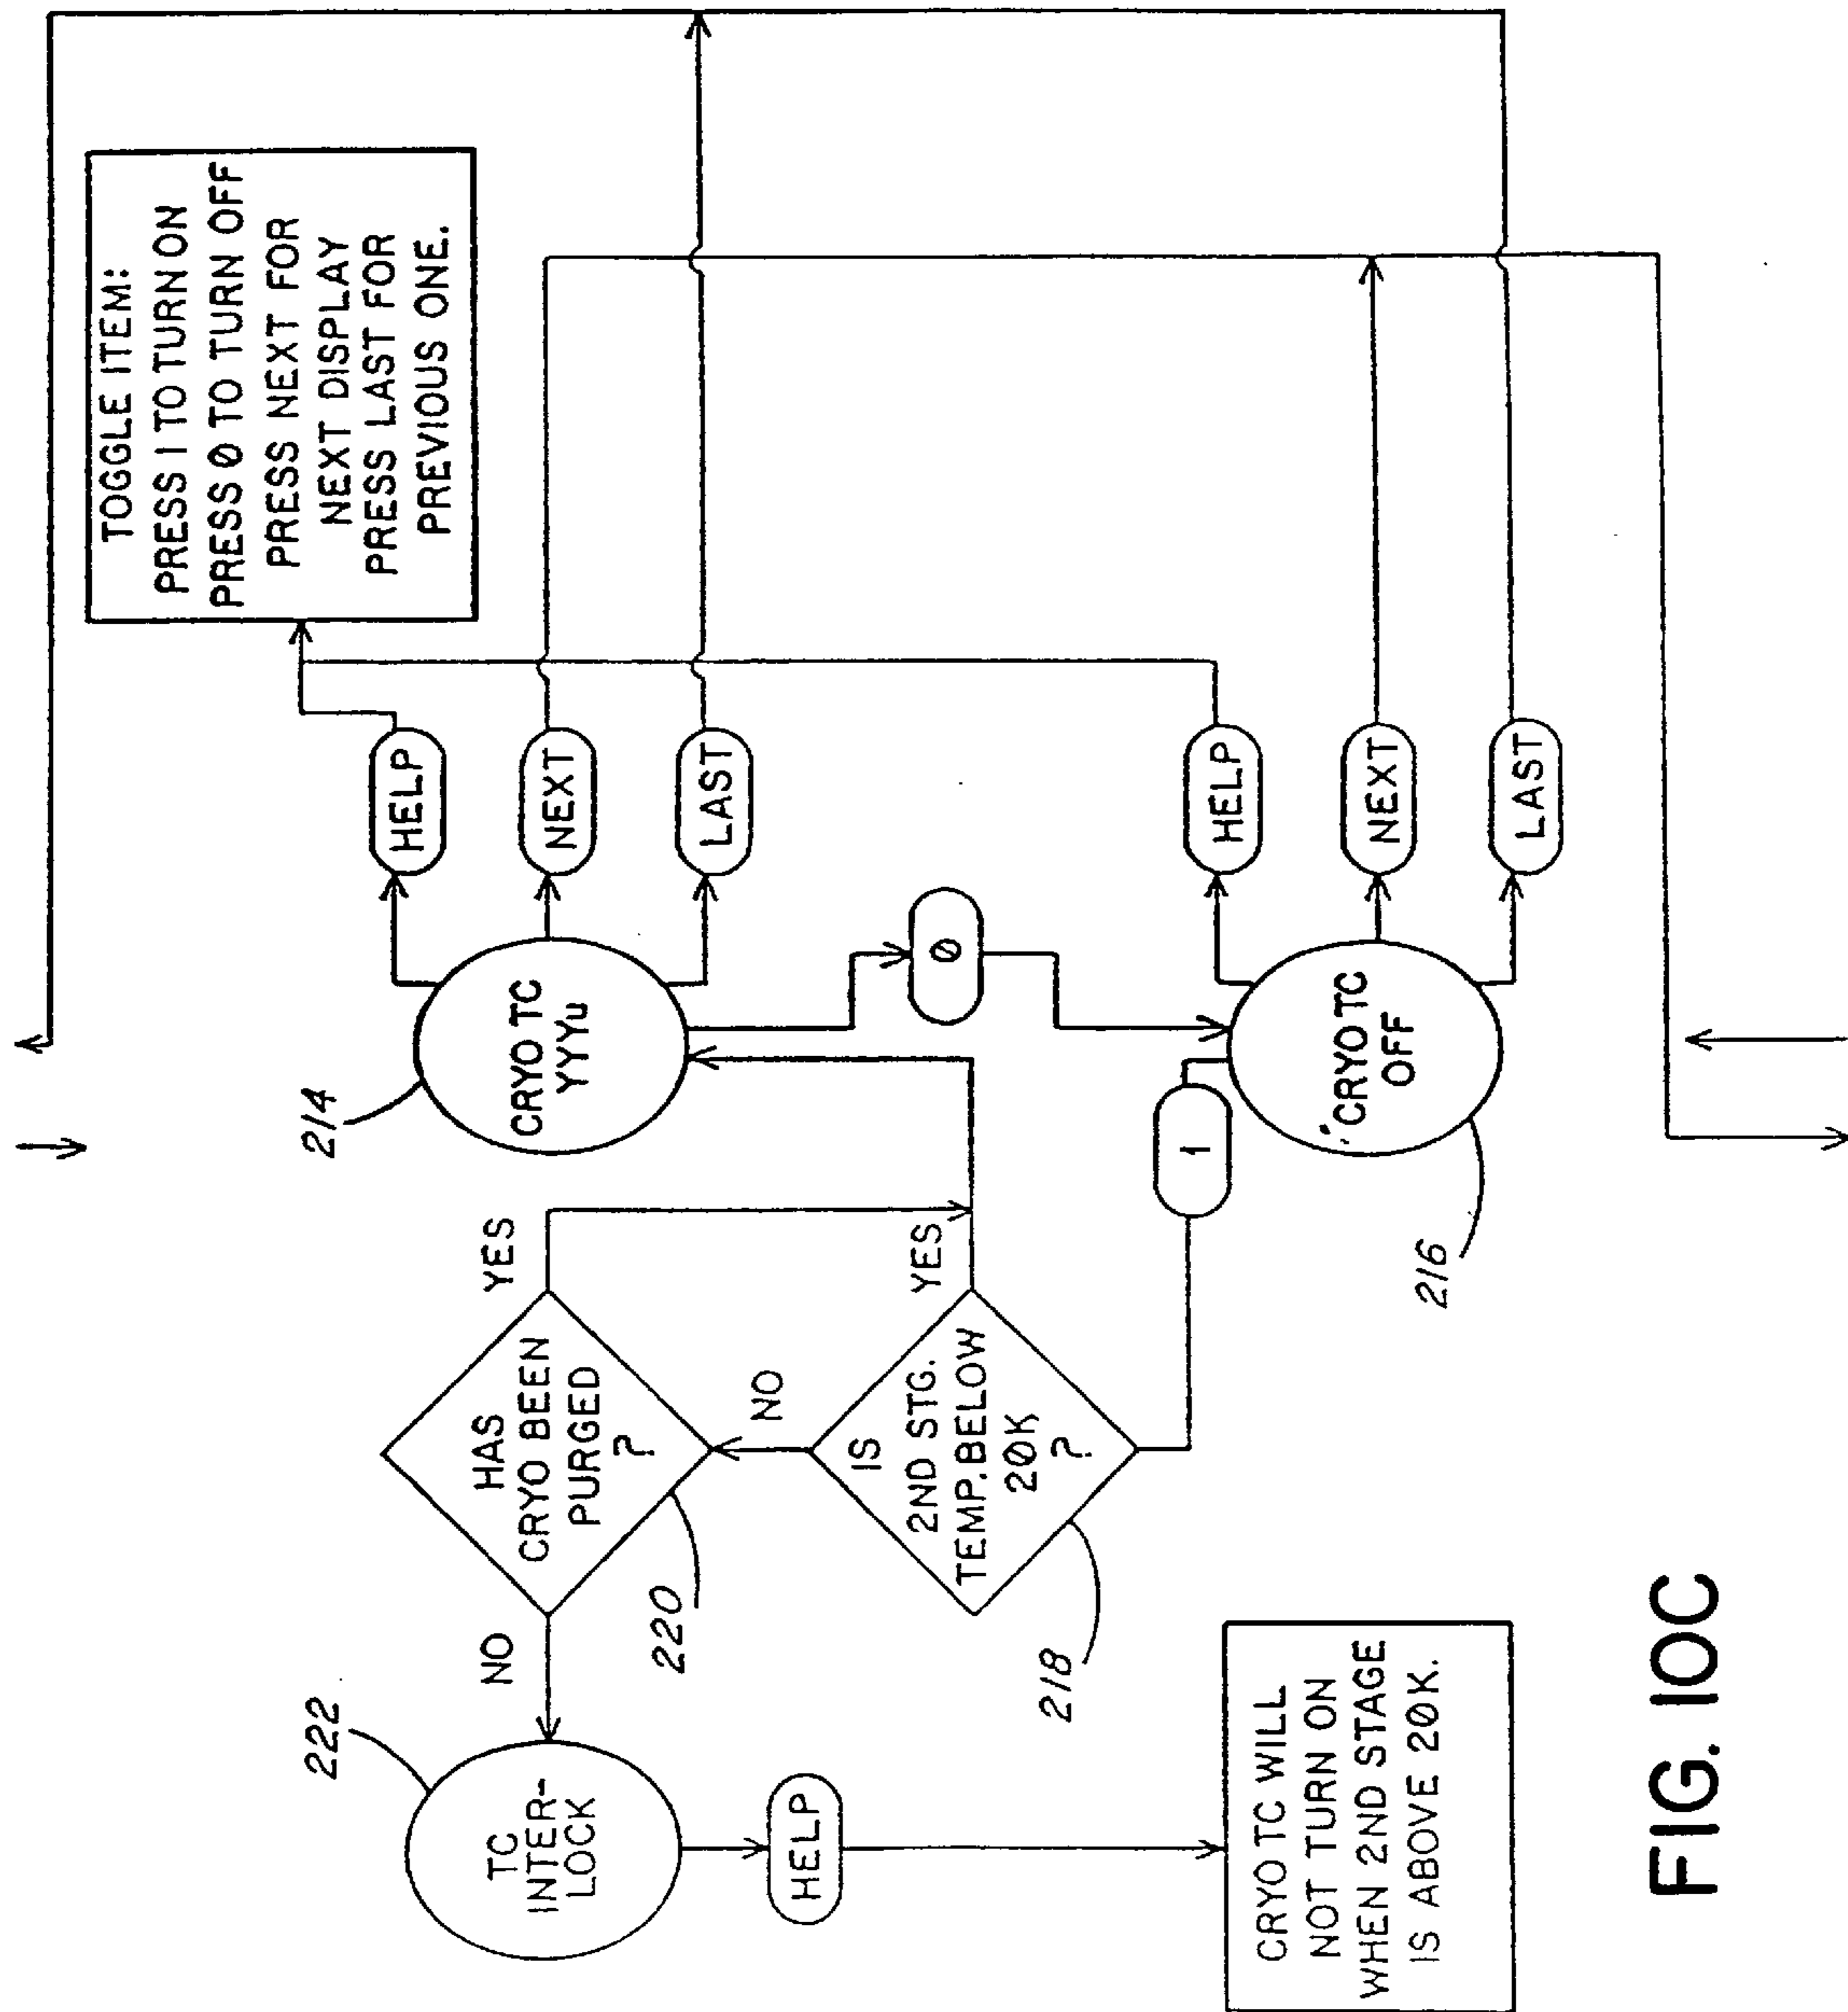 TOGGLE ITEM:
PRESS 1 TO TURN ON
PRESS 0 TO TURN OFF
PRESS NEXT FOR
NEXT DISPLAY
PRESS LAST FOR
PREVIOUS ONE.
HELP
NEXT
LAST
CRYO TC
YYYu
214
0
HELP
NEXT
LAST
CRYO TC
OFF
216
1
YES
HAS
CRYO BEEN
PURGED
?
220
NO
YES
IS
2ND STG.
TEMP. BELOW
20K
?
218
NO
222
TC
INTER-
LOCK
HELP
CRYO TC WILL
NOT TURN ON
WHEN 2ND STAGE
IS ABOVE 20K.
FIG. 10C